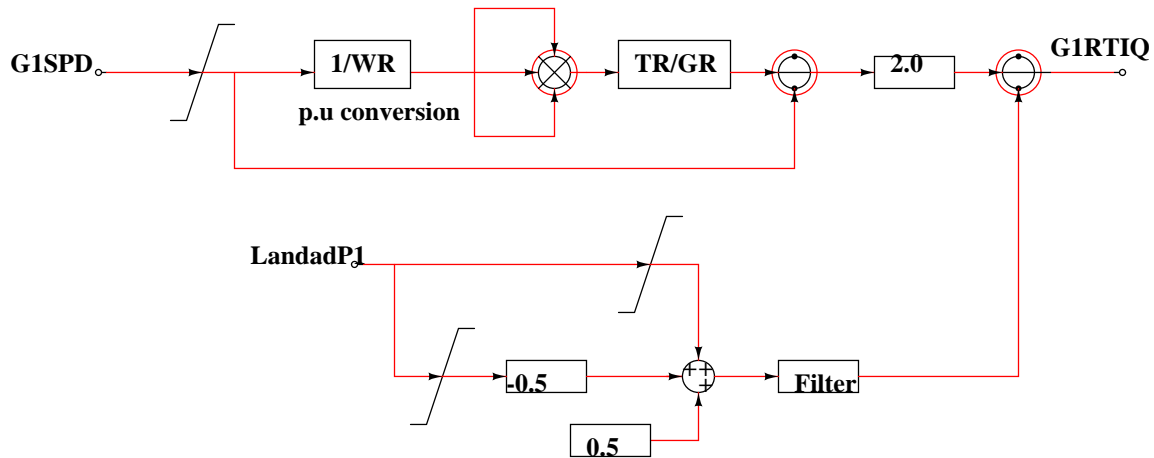 G1SPD
1/WR
TR/GR
2.0
G1RTIQ
p.u conversion
LandadP1
-0.5
+
+
+
Filter
0.5